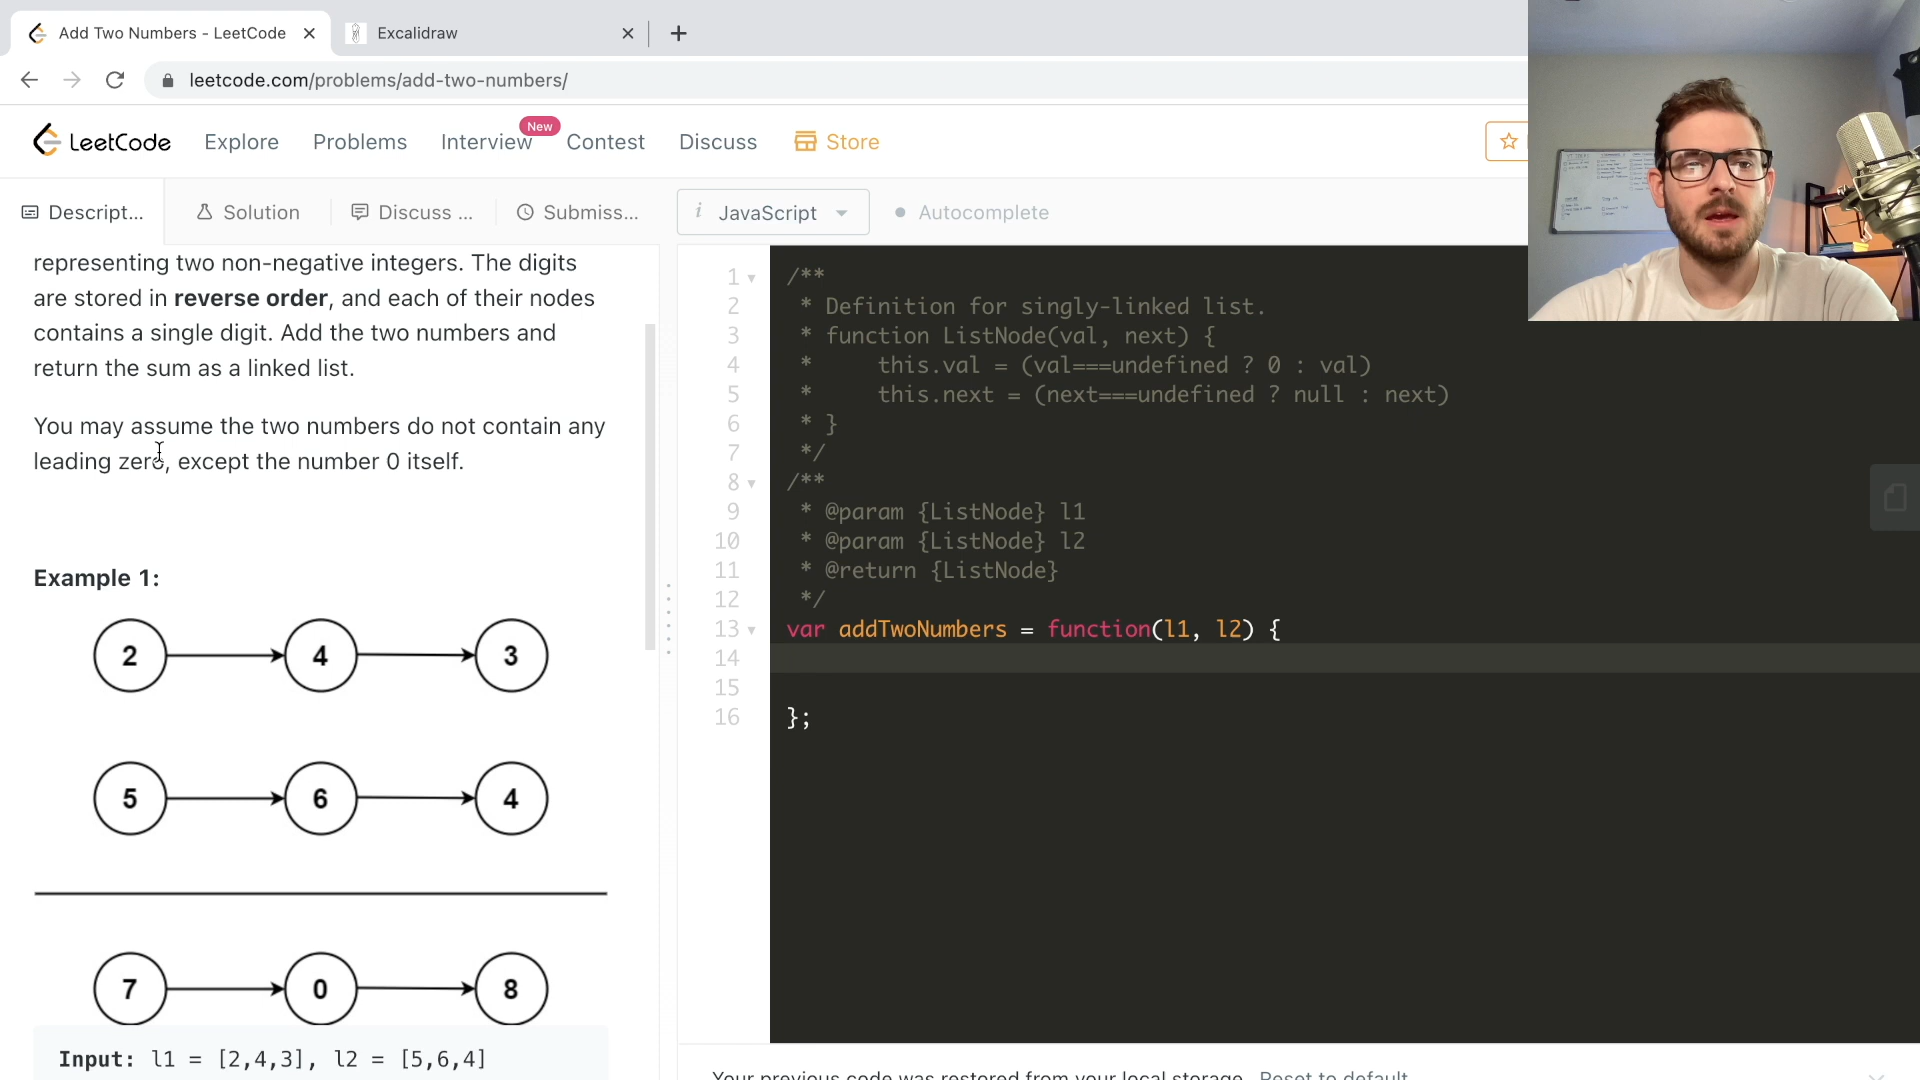 Add Two Numbers - LeetCode
Excalidraw
leetcode.com/problems/add-two-numbers/
LeetCode
Explore
Problems
Interview
New
Contest
Discuss
Store
Descript...
Solution
Discuss ...
Submiss...
i JavaScript
Autocomplete
representing two non-negative integers. The digits
are stored in reverse order, and each of their nodes
contains a single digit. Add the two numbers and
return the sum as a linked list.
You may assume the two numbers do not contain any
leading zero, except the number 0 itself.
Example 1:
2 4 3
5 6 4
7 0 8
Input: l1 = [2,4,3], l2 = [5,6,4]
1 /**
2 * Definition for singly-linked list.
3 * function ListNode(val, next) {
4 * this.val = (val===undefined ? 0 : val)
5 * this.next = (next===undefined ? null : next)
6 * }
7 */
8 /**
9 * @param {ListNode} l1
10 * @param {ListNode} l2
11 * @return {ListNode}
12 */
13 var addTwoNumbers = function(l1, l2) {
14
15
16 };
Your previous code was restored from your local storage. Reset to default